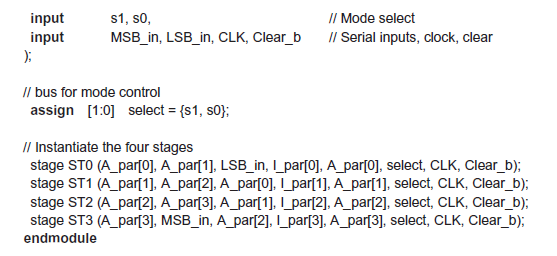 input s1, s0, // Mode select
input MSB_in, LSB_in, CLK, Clear_b // Serial inputs, clock, clear
);
// bus for mode control
assign [1:0] select = {s1, s0};
// Instantiate the four stages
stage ST0 (A_par[0], A_par[1], LSB_in, I_par[0], A_par[0], select, CLK, Clear_b);
stage ST1 (A_par[1], A_par[2], A_par[0], I_par[1], A_par[1], select, CLK, Clear_b);
stage ST2 (A_par[2], A_par[3], A_par[1], I_par[2], A_par[2], select, CLK, Clear_b);
stage ST3 (A_par[3], MSB_in, A_par[2], I_par[3], A_par[3], select, CLK, Clear_b);
endmodule